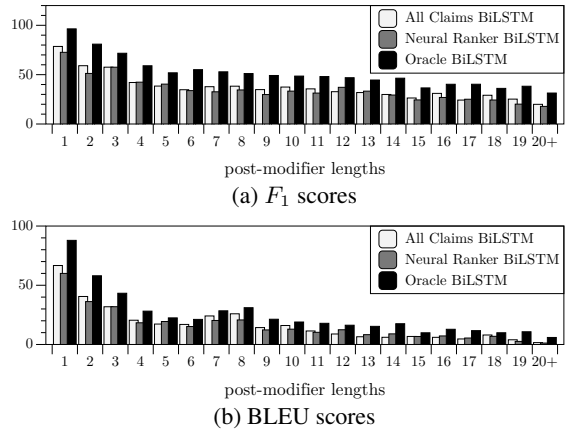 100
50
0
All Claims BiLSTM
Neural Ranker BiLSTM
Oracle BiLSTM
1 2 3 4 5 6 7 8 9 10 11 12 13 14 15 16 17 18 19 20+
post-modifier lengths
(a) F1 scores
100
50
0
All Claims BiLSTM
Neural Ranker BiLSTM
Oracle BiLSTM
1 2 3 4 5 6 7 8 9 10 11 12 13 14 15 16 17 18 19 20+
post-modifier lengths
(b) BLEU scores